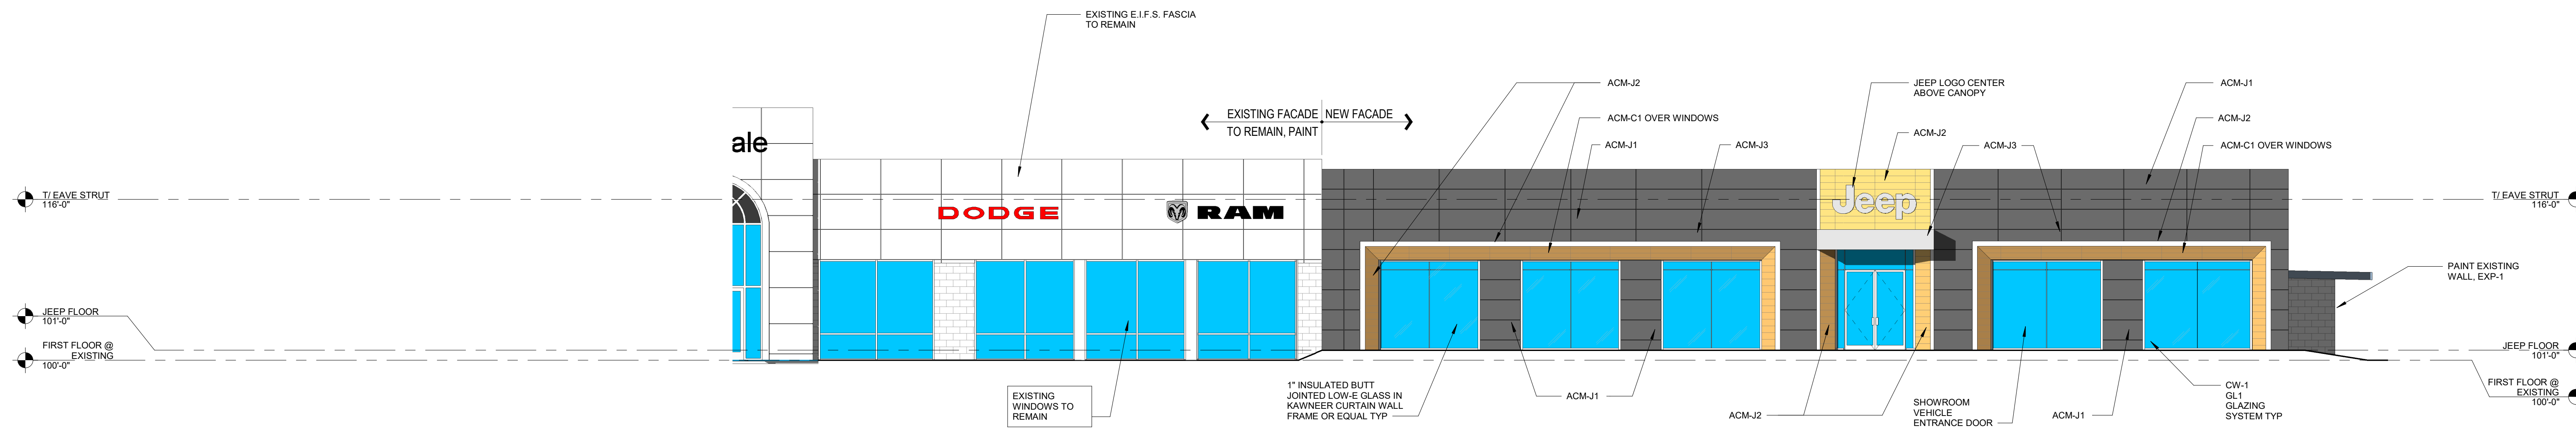 EXISTING E.I.F.S. FASCIA
TO REMAIN
ACM-J2
JEEP LOGO CENTER
ABOVE CANOPY
ACM-J1
EXISTING FACADE
NEW FACADE
TO REMAIN, PAINT
ACM-C1 OVER WINDOWS
ACM-J2
ACM-J2
ale
ACM-J1
ACM-J3
ACM-J3
ACM-C1 OVER WINDOWS
T/ EAVE STRUT
116'-0"
T/ EAVE STRUT
116'-0"
DODGE
RAM
Jeep
PAINT EXISTING
WALL, EXP-1
JEEP FLOOR
101'-0"
FIRST FLOOR @
EXISTING
100'-0"
JEEP FLOOR
101'-0"
FIRST FLOOR @
EXISTING
100'-0"
EXISTING
WINDOWS TO
REMAIN
1" INSULATED BUTT
JOINTED LOW-E GLASS IN
KAWNEER CURTAIN WALL
FRAME OR EQUAL TYP
ACM-J1
ACM-J2
SHOWROOM
VEHICLE
ENTRANCE DOOR
ACM-J1
CW-1
GL1
GLAZING
SYSTEM TYP